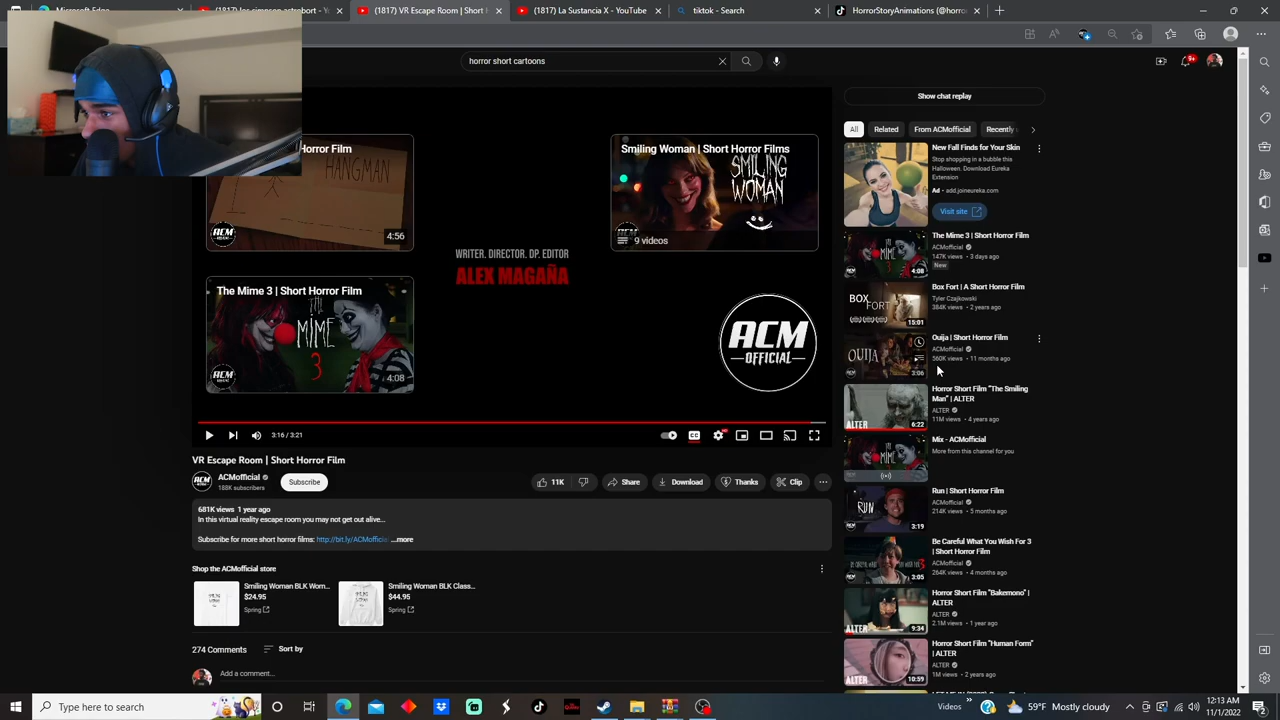 (1817) VR Escape Room | Short H
(1817) La Sustancia X - YouTube
tiktok
HorrorStoryAnimations
horror short cartoons
Show chat replay
All
Related
From ACMofficial
Recently
New Fall Finds for Your Skin
Stop shopping in a bubble this
Halloween. Download Eureka
Extension
Ad • add.joineureka.com
Visit site
The Mime 3 | Short Horror Film
ACMofficial
147K views • 3 days ago
New
4:08
Box Fort | A Short Horror Film
Tyler Czajkowski
384K views • 2 years ago
BOX
FORT
15:01
Ouija | Short Horror Film
ACMofficial
560K views • 11 months ago
OUIJA
3:06
Horror Short Film "The Smiling
Man" | ALTER
ALTER
11M views • 4 years ago
ALTER
6:22
Mix - ACMofficial
More from this channel for you
Run | Short Horror Film
ACMofficial
214K views • 5 months ago
RUN
3:19
Be Careful What You Wish For 3
| Short Horror Film
ACMofficial
264K views • 4 months ago
3:05
Horror Short Film "Bakemono" |
ALTER
ALTER
2.1M views • 1 year ago
ALTER
9:34
Horror Short Film "Human Form"
| ALTER
ALTER
1M views • 2 years ago
ALTER
10:59
Horror Film
HANGMAN
ACM
4:56
Smiling Woman | Short Horror Films
SMILING
WOMAN
9 videos
WRITER. DIRECTOR. DP. EDITOR
ALEX MAGAÑA
The Mime 3 | Short Horror Film
THE
MIME
3
ACM
4:08
ACM
OFFICIAL
3:16 / 3:21
VR Escape Room | Short Horror Film
ACMofficial
188K subscribers
Subscribe
11K
Share
Download
Thanks
Clip
681K views 1 year ago
In this virtual reality escape room you may not get out alive...
Subscribe for more short horror films: http://bit.ly/ACMofficial ...more
Shop the ACMofficial store
Smiling Woman BLK Wom...
$24.95
Spring
Smiling Woman BLK Class...
$44.95
Spring
274 Comments
Sort by
Add a comment...
Type here to search
Videos
59°F Mostly cloudy
12:13 AM
11/1/2022